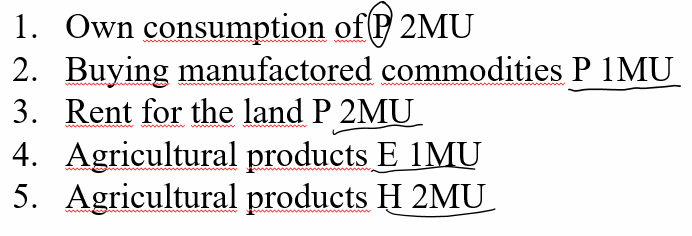 1. Own consumption of P 2MU
2. Buying manufactored commodities P 1MU
3. Rent for the land P 2MU
4. Agricultural products E 1MU
5. Agricultural products H 2MU